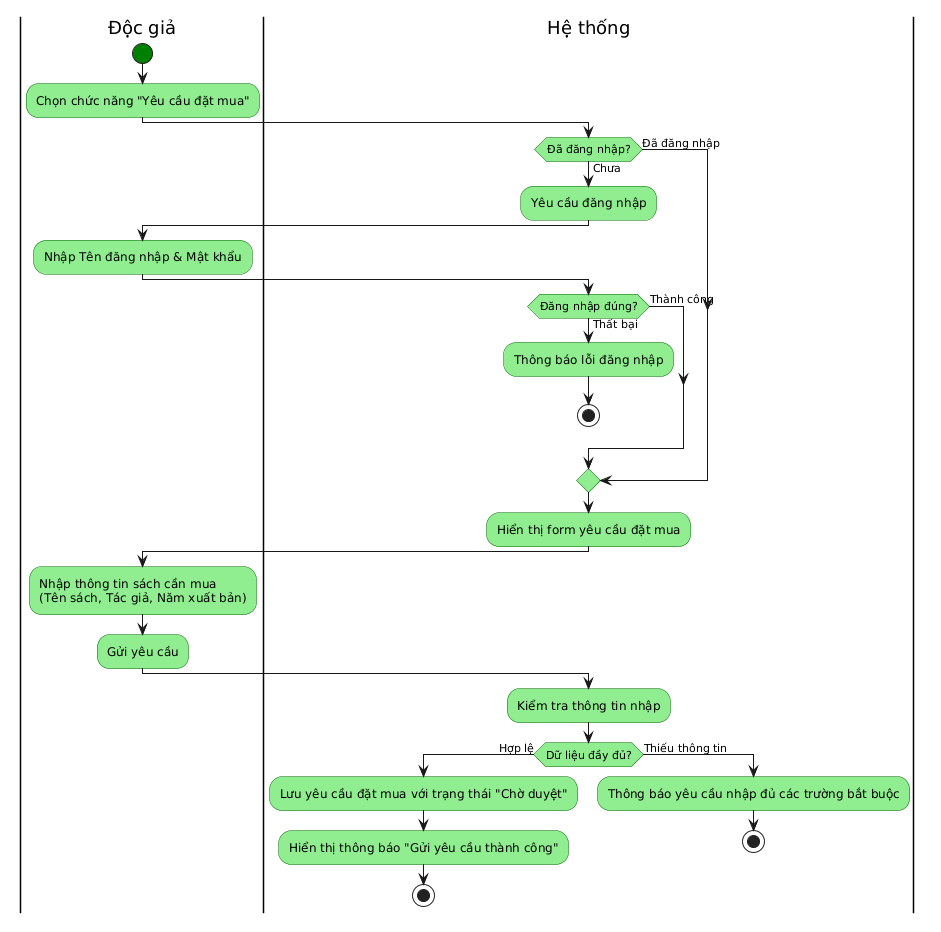 Độc giả
Hệ thống
Chọn chức năng "Yêu cầu đặt mua"
Đã đăng nhập?
Đã đăng nhập
Chưa
Yêu cầu đăng nhập
Nhập Tên đăng nhập & Mật khẩu
Đăng nhập đúng?
Thành công
Thất bại
Thông báo lỗi đăng nhập
Hiển thị form yêu cầu đặt mua
Nhập thông tin sách cần mua
(Tên sách, Tác giả, Năm xuất bản)
Gửi yêu cầu
Kiểm tra thông tin nhập
Hợp lệ
Dữ liệu đầy đủ?
Thiếu thông tin
Lưu yêu cầu đặt mua với trạng thái "Chờ duyệt"
Thông báo yêu cầu nhập đủ các trường bắt buộc
Hiển thị thông báo "Gửi yêu cầu thành công"